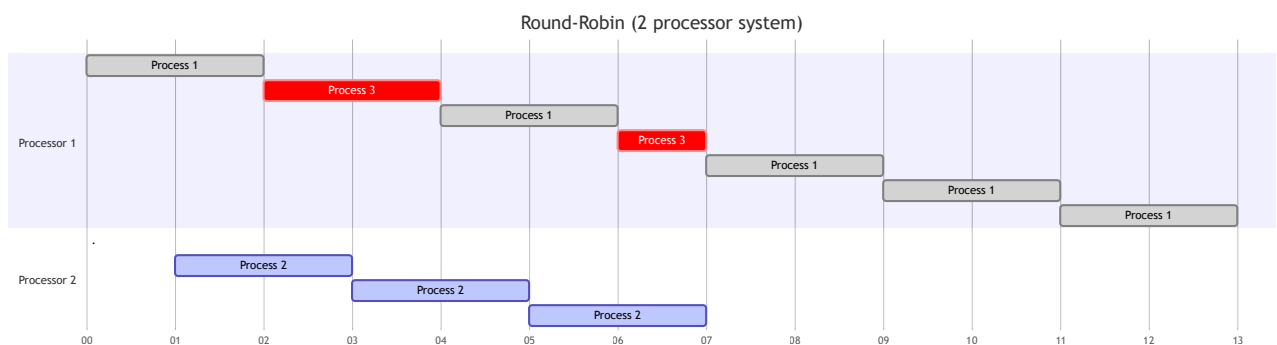 Round-Robin (2 processor system)
Process 1
Process 3
Process 1
Process 3
Processor 1
Process 1
Process 1
Process 1
.
Process 2
Processor 2
Process 2
Process 2
00 01 02 03 04 05 06 07 08 09 10 11 12 13